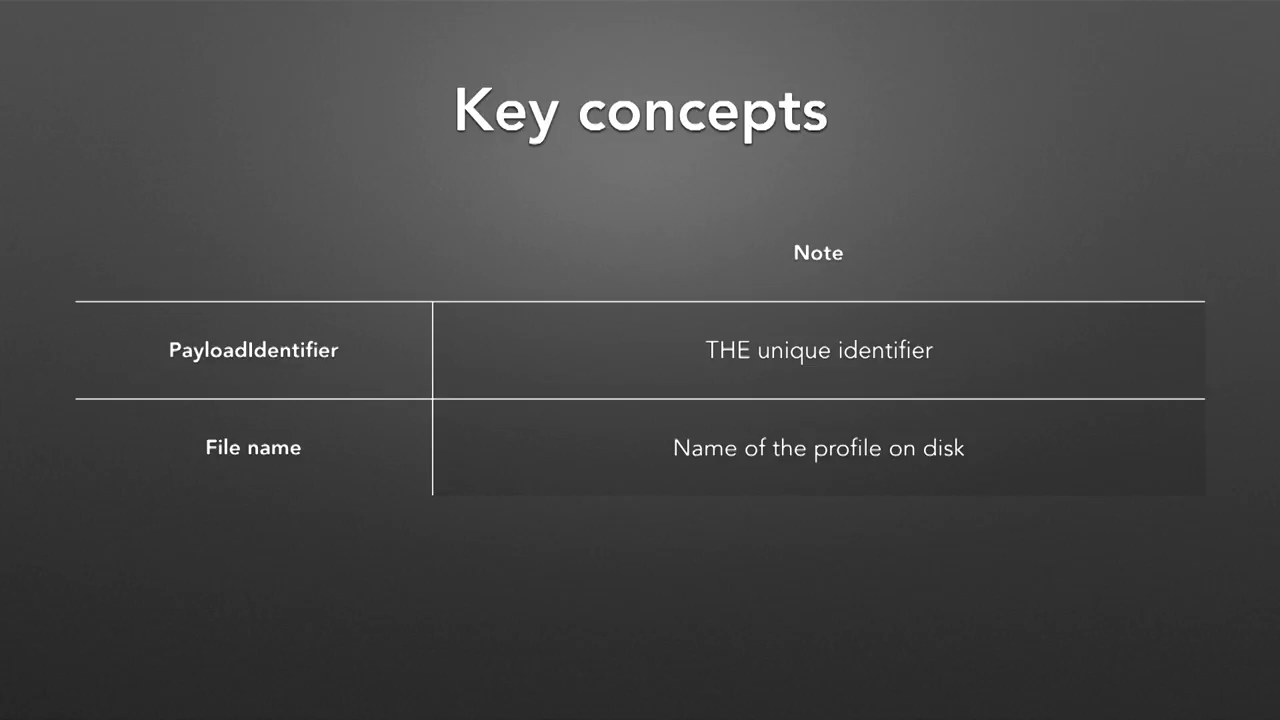 Key concepts
Note
PayloadIdentifier THE unique identifier
File name Name of the profile on disk